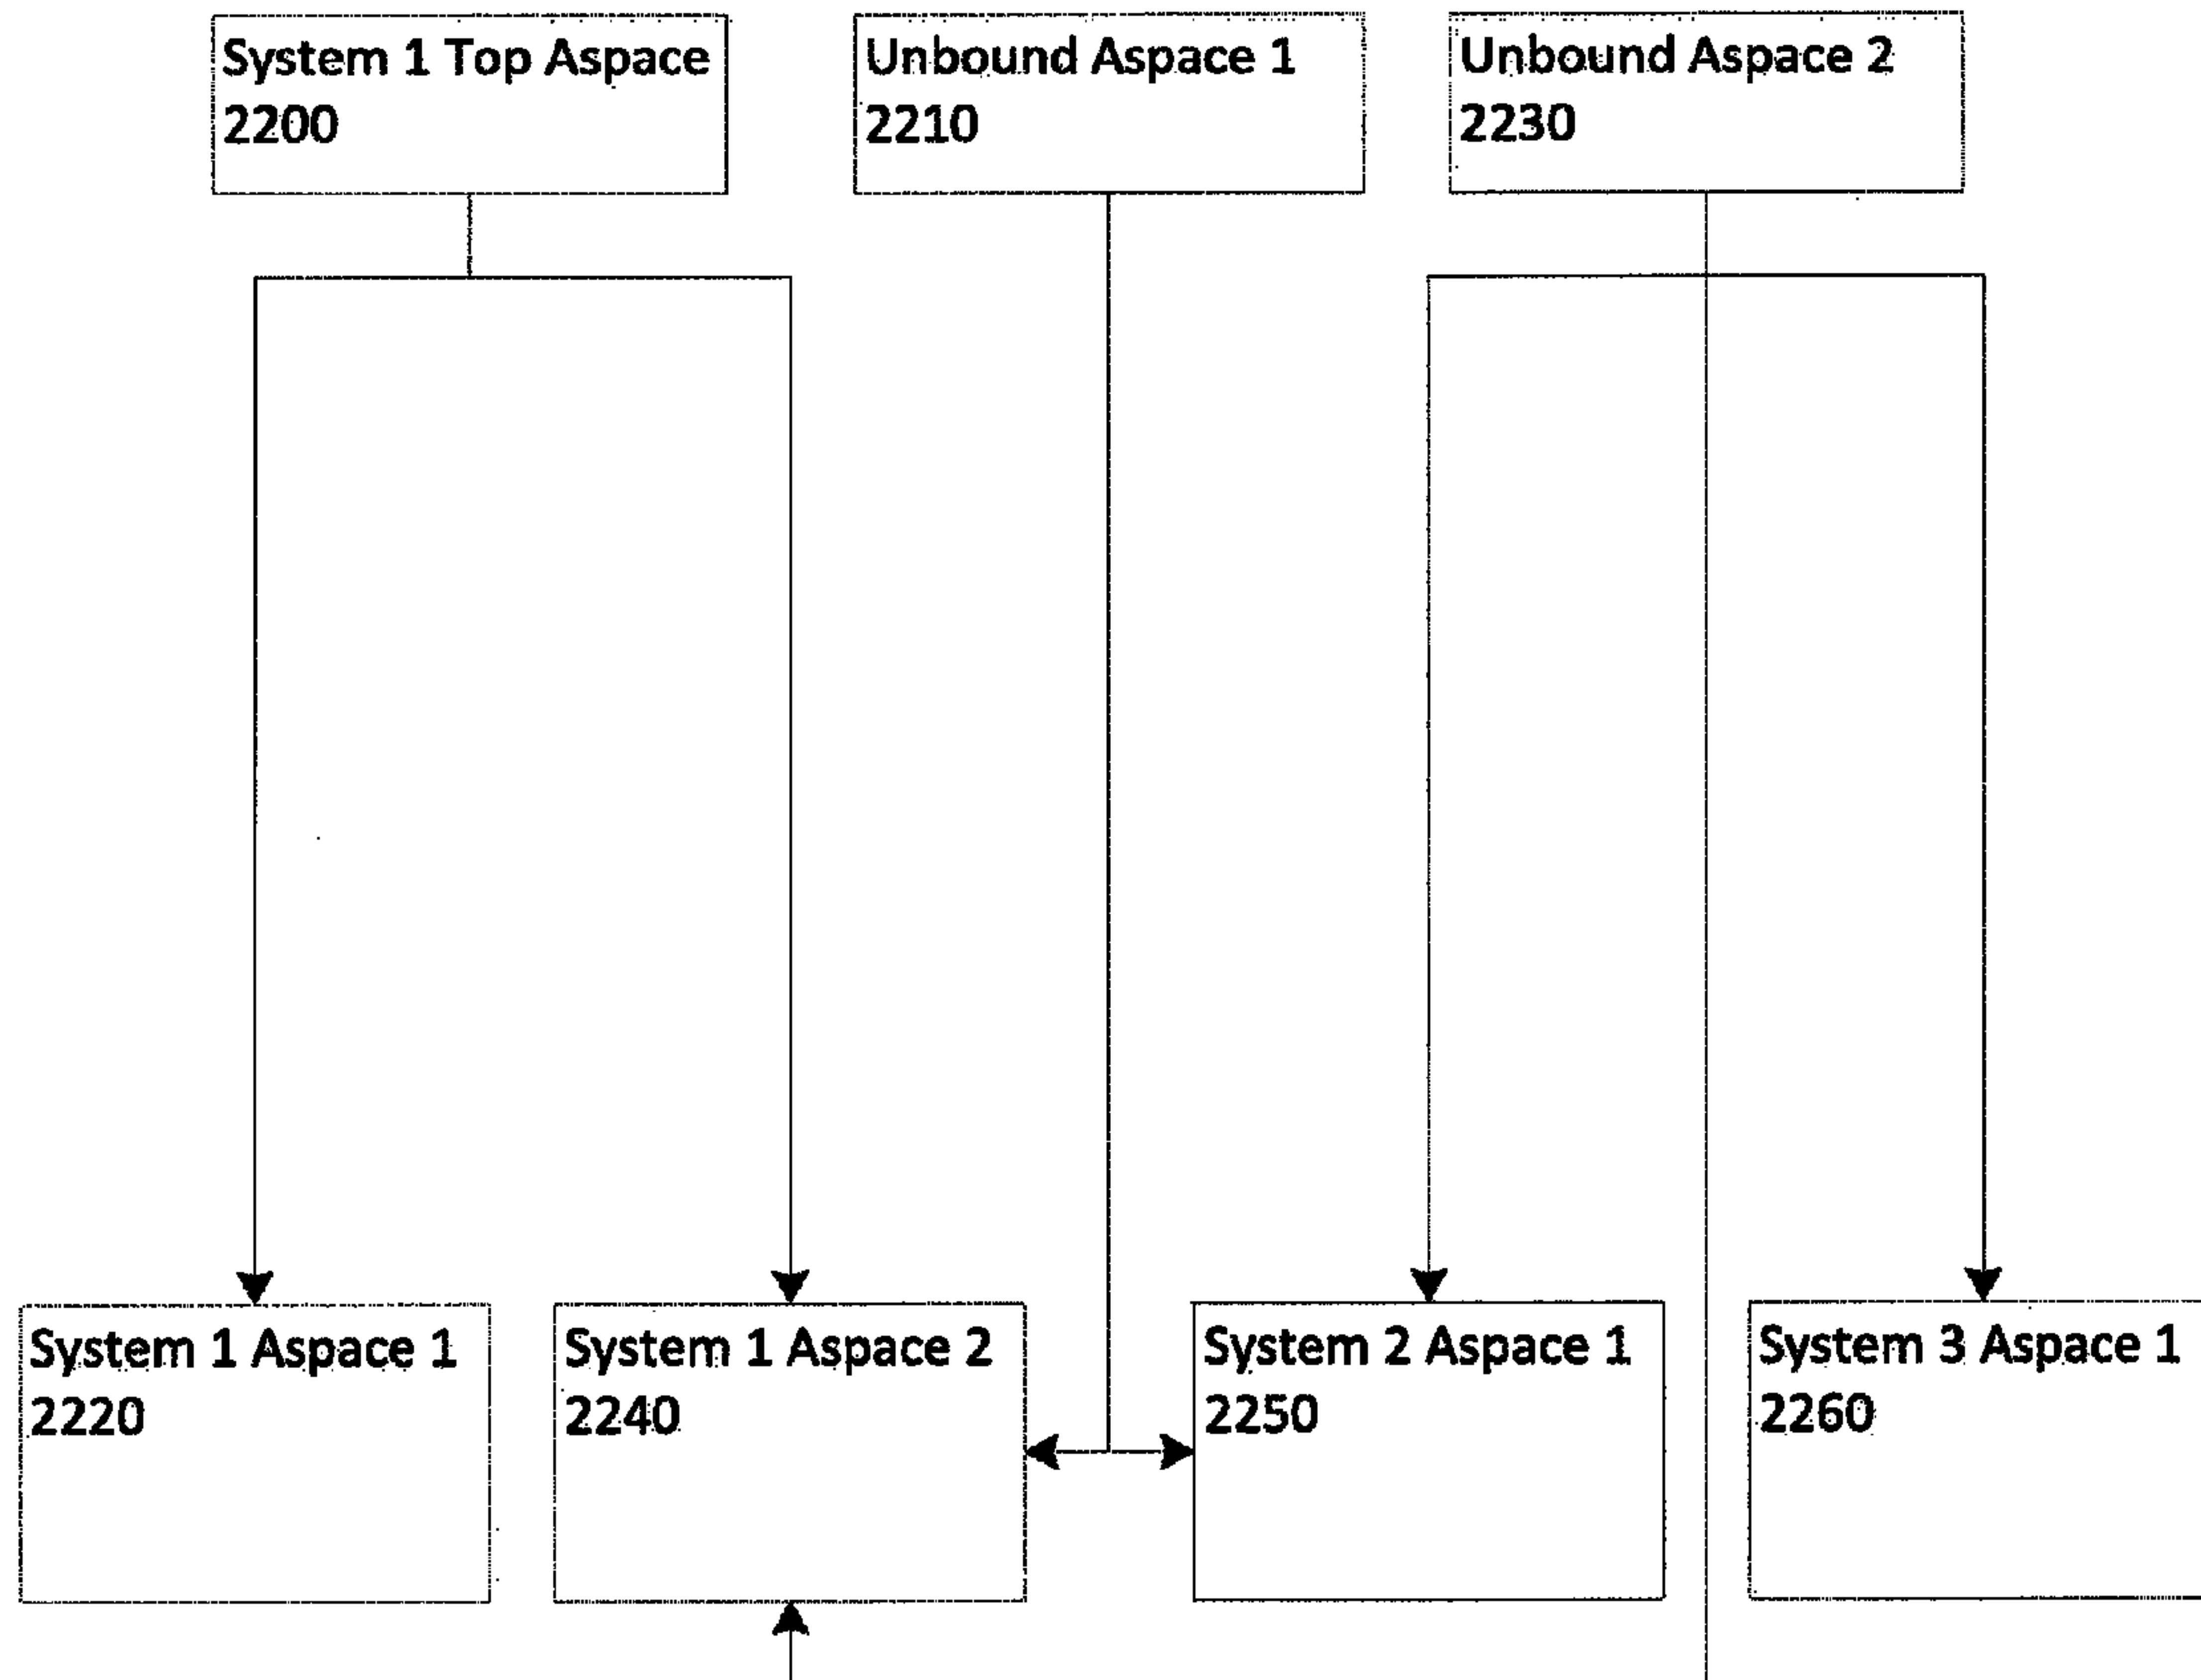 System 1 Top Aspace
2200
Unbound Aspace 1
2210
Unbound Aspace 2
2230
System 1 Aspace 1
2220
System 1 Aspace 2
2240
System 2 Aspace 1
2250
System 3 Aspace 1
2260